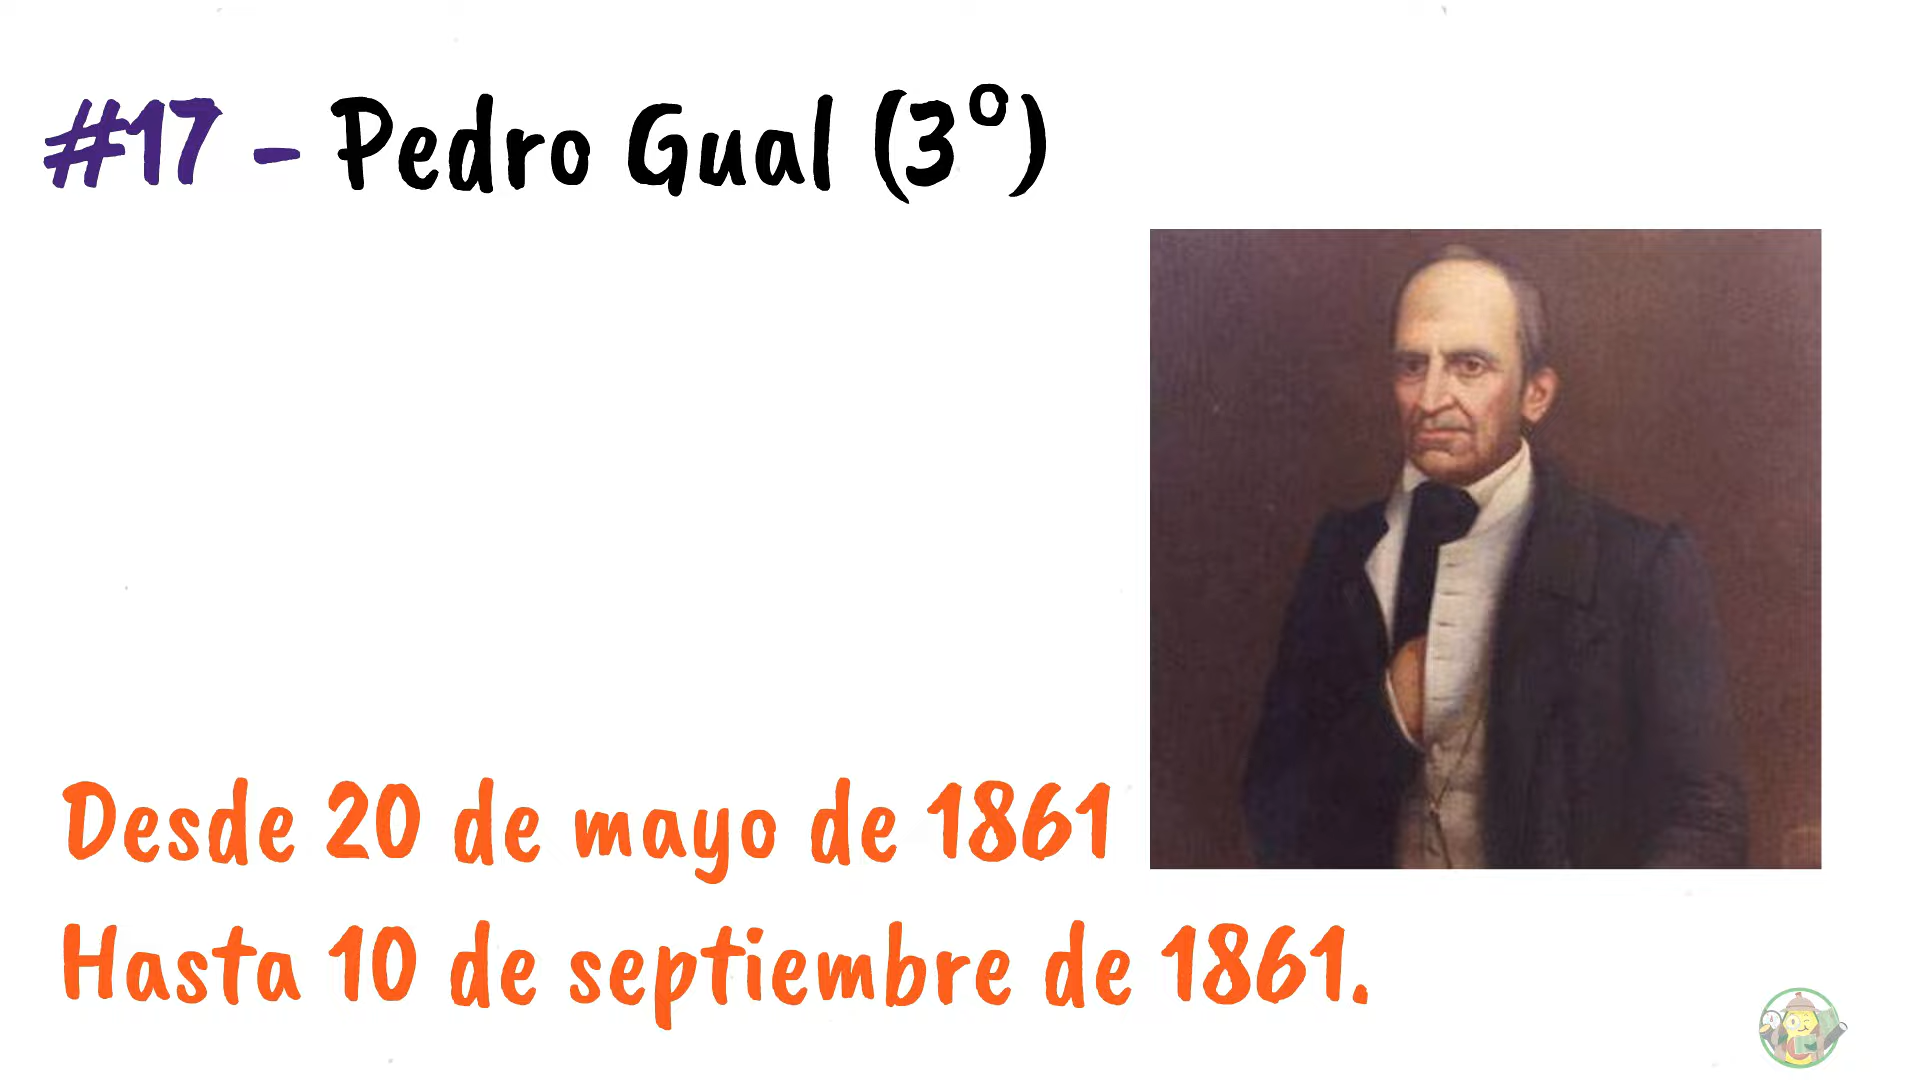 #17 - Pedro Gual (3°)
Desde 20 de mayo de 1861
Hasta 10 de septiembre de 1861.